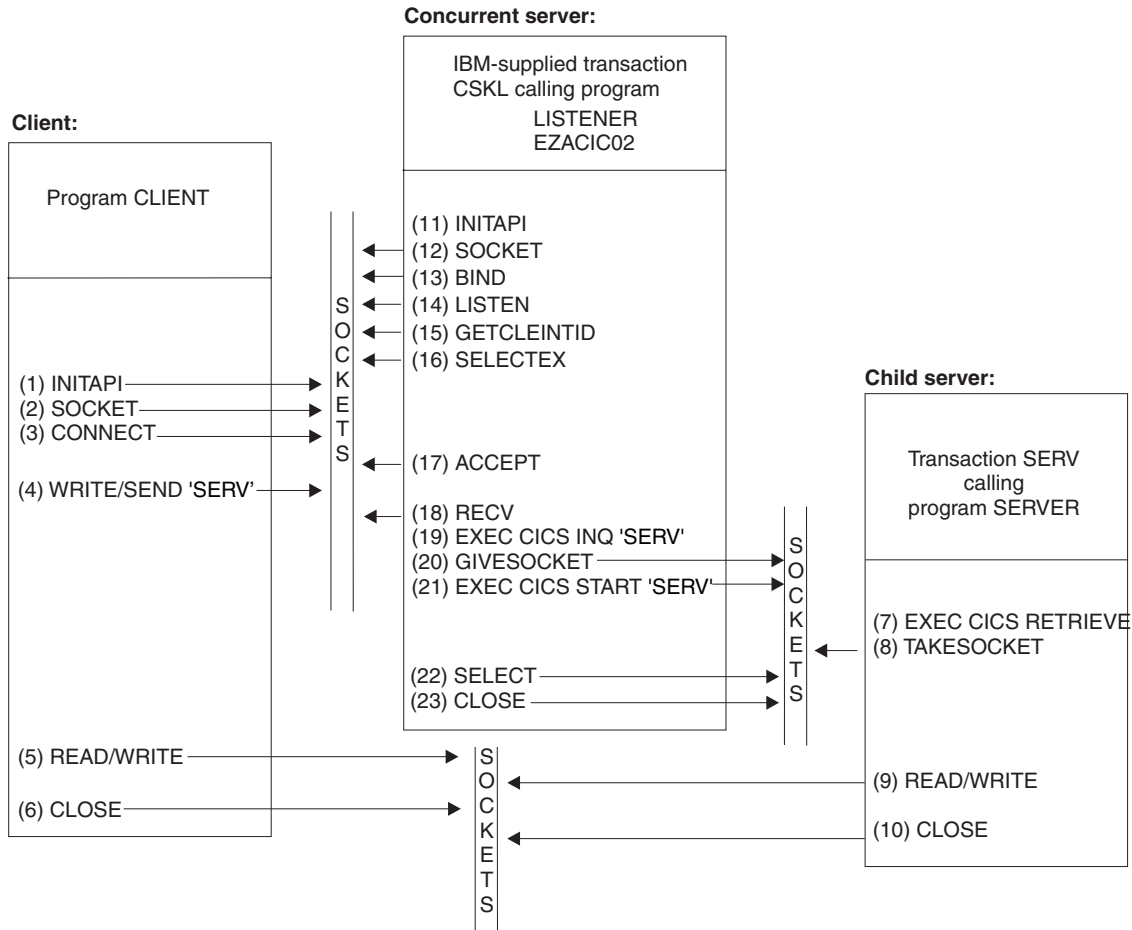 Concurrent server:
IBM-supplied transaction
CSKL calling program
LISTENER
EZACIC02
Client:
Program CLIENT
(11) INITAPI
(12) SOCKET
(13) BIND
(14) LISTEN
(15) GETCLEINTID
(16) SELECTEX
SOCKETS
(1) INITAPI
(2) SOCKET
(3) CONNECT
(4) WRITE/SEND 'SERV'
(17) ACCEPT
(18) RECV
(19) EXEC CICS INQ 'SERV'
(20) GIVESOCKET
(21) EXEC CICS START 'SERV'
(22) SELECT
(23) CLOSE
Child server:
Transaction SERV
calling
program SERVER
SOCKETS
(7) EXEC CICS RETRIEVE
(8) TAKESOCKET
(5) READ/WRITE
(6) CLOSE
SOCKETS
(9) READ/WRITE
(10) CLOSE